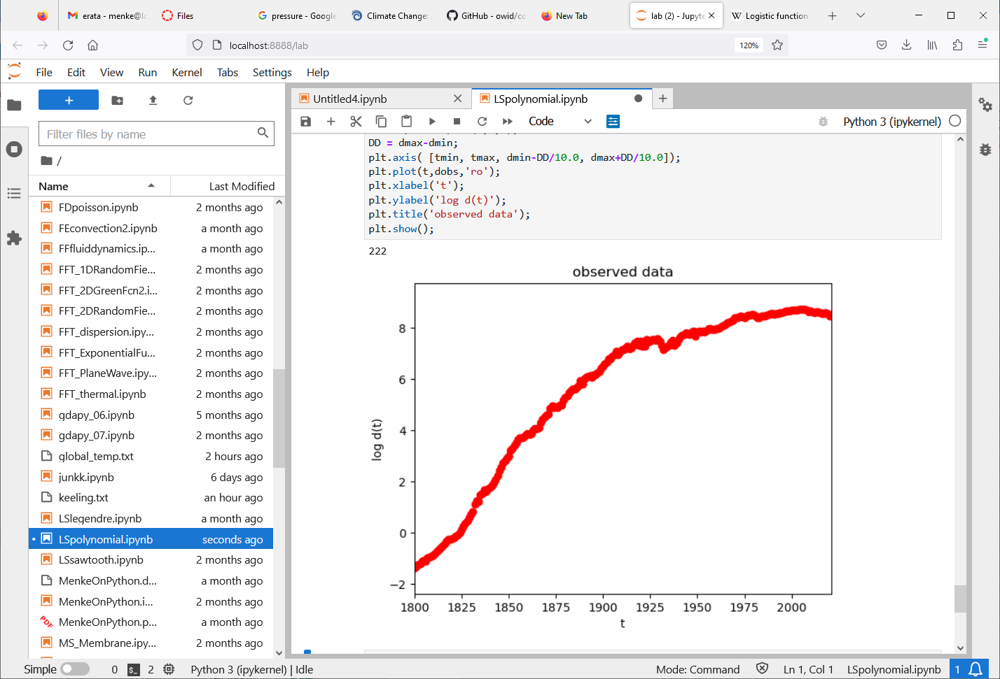 erata - menke@l
Files
pressure - Google
Climate Change:
GitHub - owid/co
New Tab
lab (2) - Jupyte
Logistic function
localhost:8888/lab
120%
File Edit View Run Kernel Tabs Settings Help
Filter files by name
/
Name Last Modified
FDpoisson.ipynb 2 months ago
FEconvection2.ipynb a month ago
FFfluiddynamics.ip... a month ago
FFT_1DRandomFie... 2 months ago
FFT_2DGreenFcn2.i... 2 months ago
FFT_2DRandomFie... 2 months ago
FFT_dispersion.ipy... 2 months ago
FFT_ExponentialFu... 2 months ago
FFT_PlaneWave.ipy... 2 months ago
FFT_thermal.ipynb 2 months ago
gdapy_06.ipynb 5 months ago
gdapy_07.ipynb 2 months ago
global_temp.txt 2 hours ago
junkk.ipynb 6 days ago
keeling.txt an hour ago
LSlegendre.ipynb a month ago
LSpolynomial.ipynb seconds ago
LSsawtooth.ipynb 2 months ago
MenkeOnPython.d... a month ago
MenkeOnPython.i... 2 months ago
PDF MenkeOnPython.p... a month ago
MS_Membrane.ipy... 2 months ago
Untitled4.ipynb
LSpolynomial.ipynb
Code
Python 3 (ipykernel)
DD = dmax-dmin;
plt.axis( [tmin, tmax, dmin-DD/10.0, dmax+DD/10.0]);
plt.plot(t,dobs,'ro');
plt.xlabel('t');
plt.ylabel('log d(t)');
plt.title('observed data');
plt.show();
222
observed data
8
6
4
2
0
−2
log d(t)
1800 1825 1850 1875 1900 1925 1950 1975 2000
t
Simple 0 2 Python 3 (ipykernel) | Idle Mode: Command Ln 1, Col 1 LSpolynomial.ipynb 1